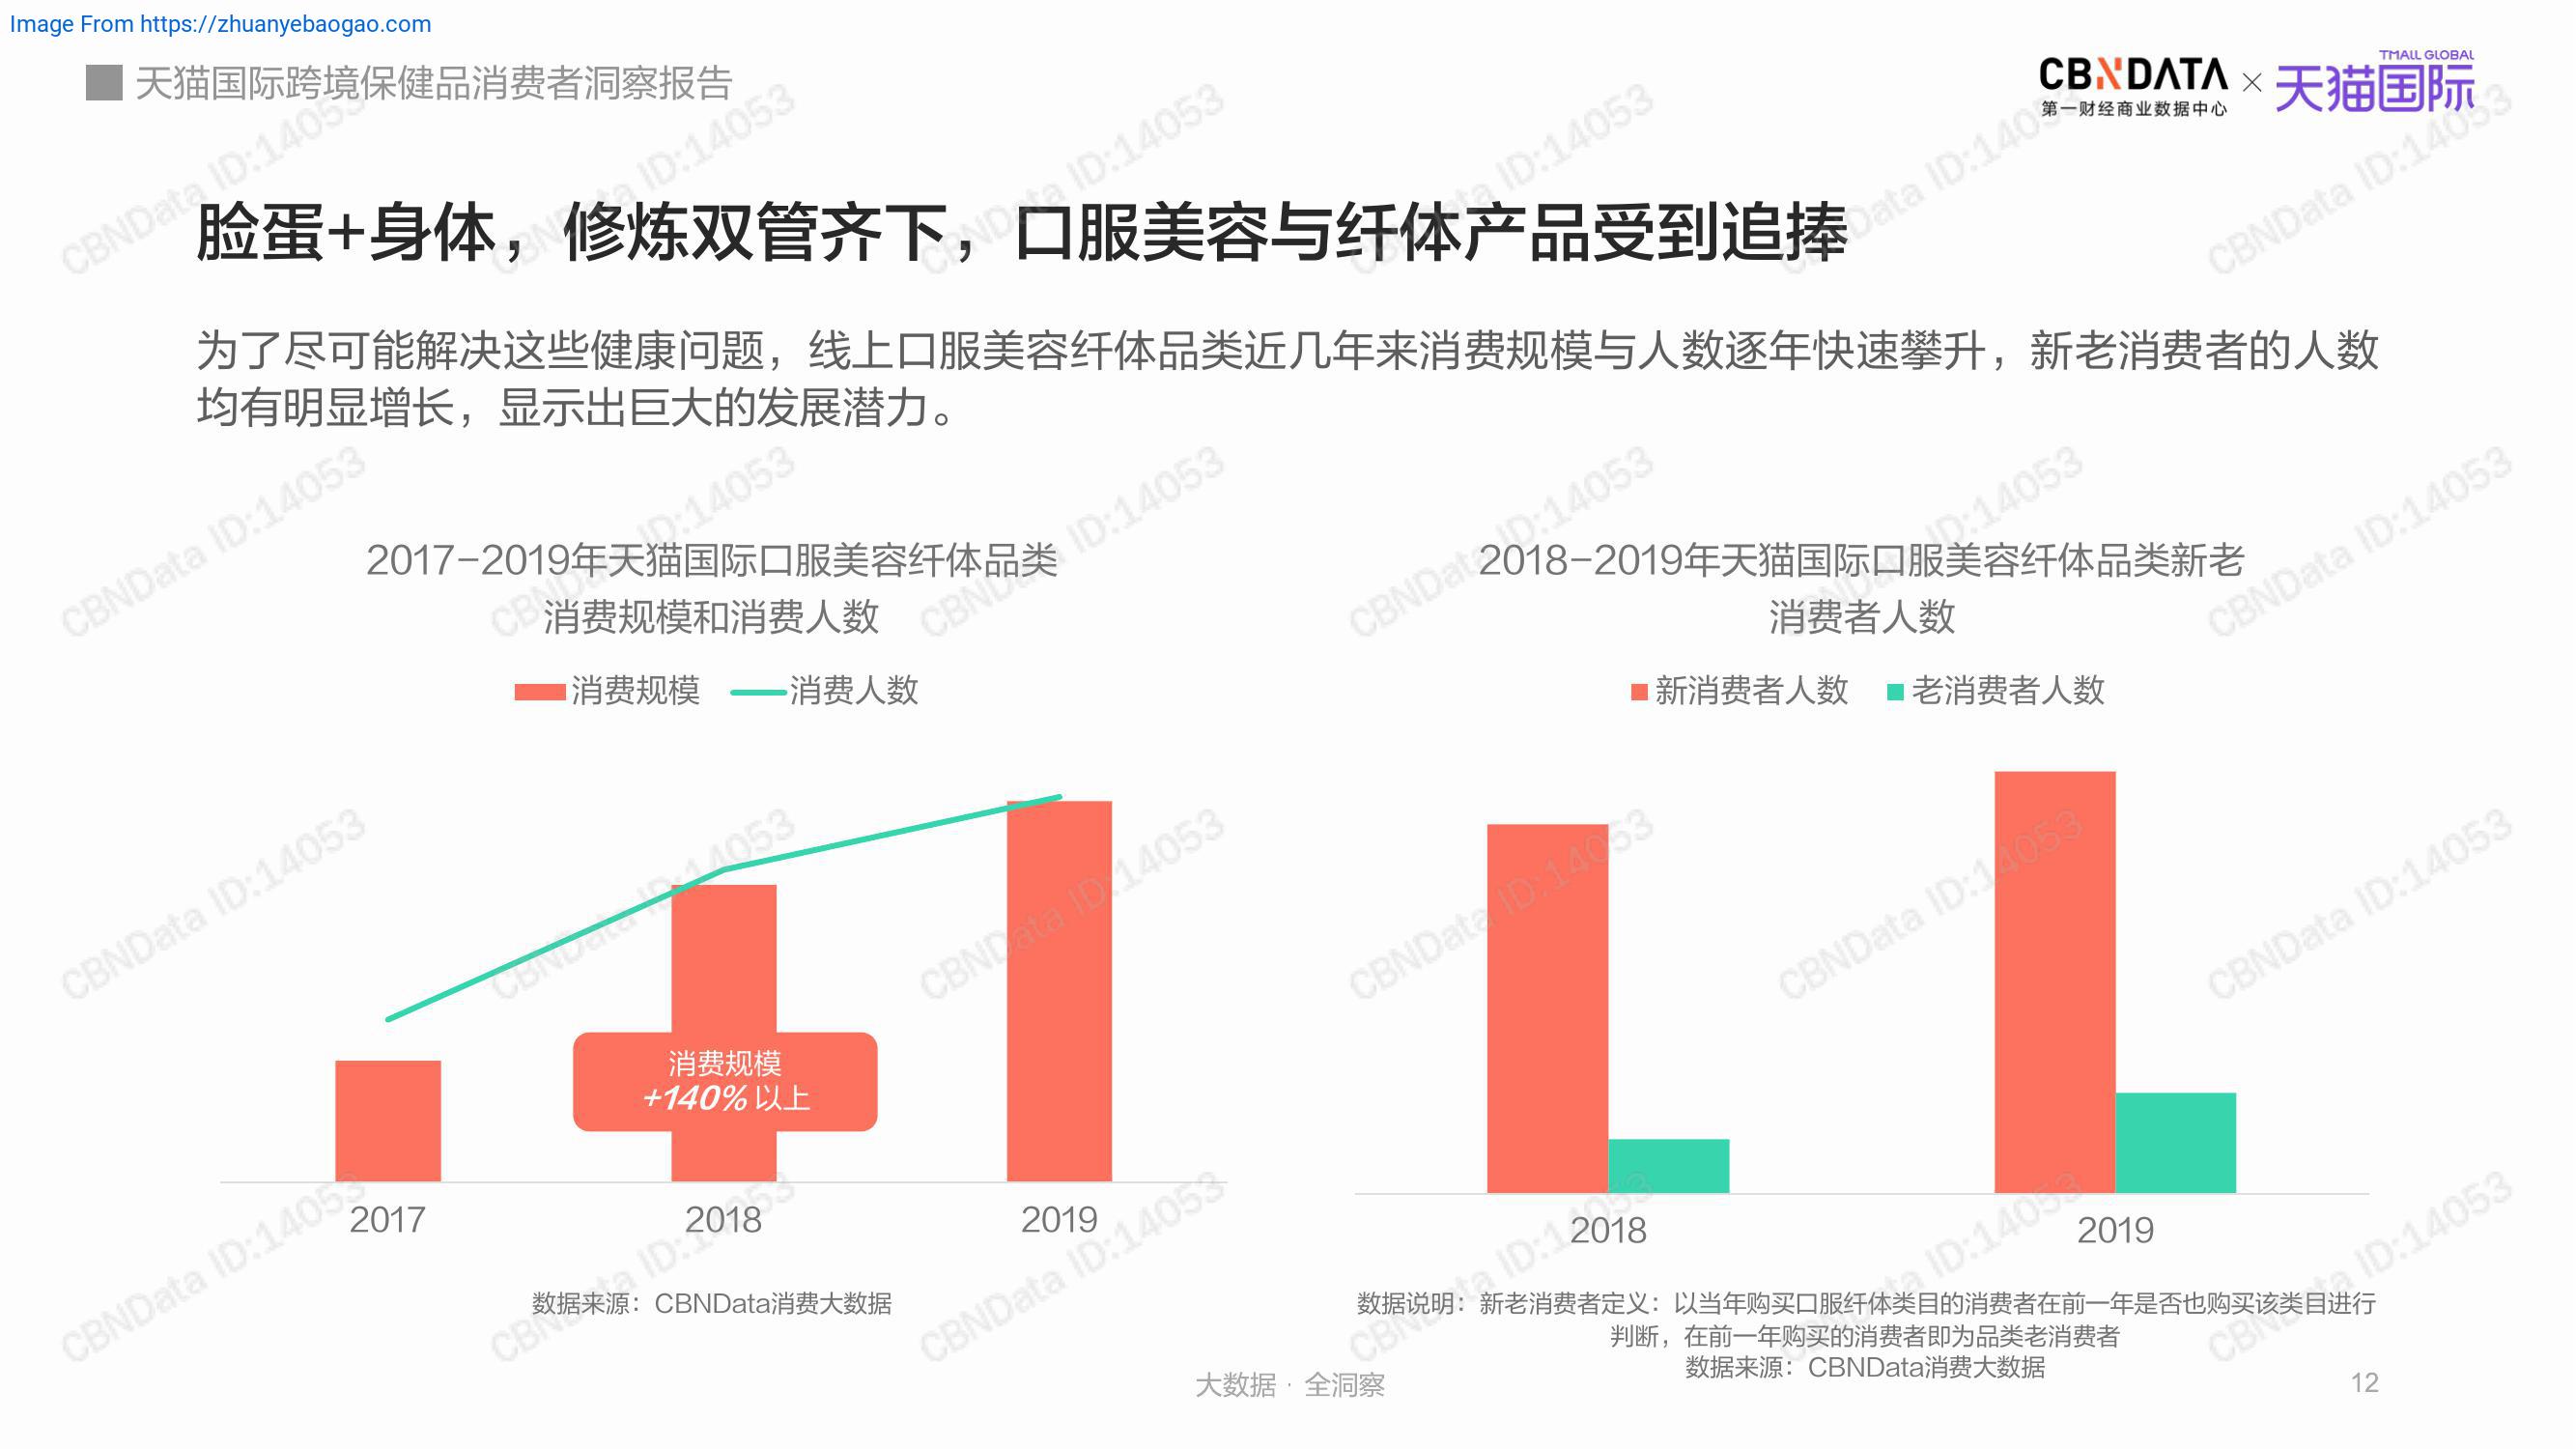 Image From https://zhuanyebaogao.com
天猫国际跨境保健品消费者洞察报告
CBNDATA
第一财经商业数据中心
×
TMALL GLOBAL
天猫国际
脸蛋+身体，修炼双管齐下，口服美容与纤体产品受到追捧
为了尽可能解决这些健康问题，线上口服美容纤体品类近几年来消费规模与人数逐年快速攀升，新老消费者的人数
均有明显增长，显示出巨大的发展潜力。
2017-2019年天猫国际口服美容纤体品类
消费规模和消费人数
消费规模 消费人数
消费规模
+140% 以上
2017 2018 2019
数据来源：CBNData消费大数据
2018-2019年天猫国际口服美容纤体品类新老
消费者人数
新消费者人数 老消费者人数
2018 2019
数据说明：新老消费者定义：以当年购买口服纤体类目的消费者在前一年是否也购买该类目进行
判断，在前一年购买的消费者即为品类老消费者
数据来源：CBNData消费大数据
大数据 · 全洞察
12
CBNData ID:14053